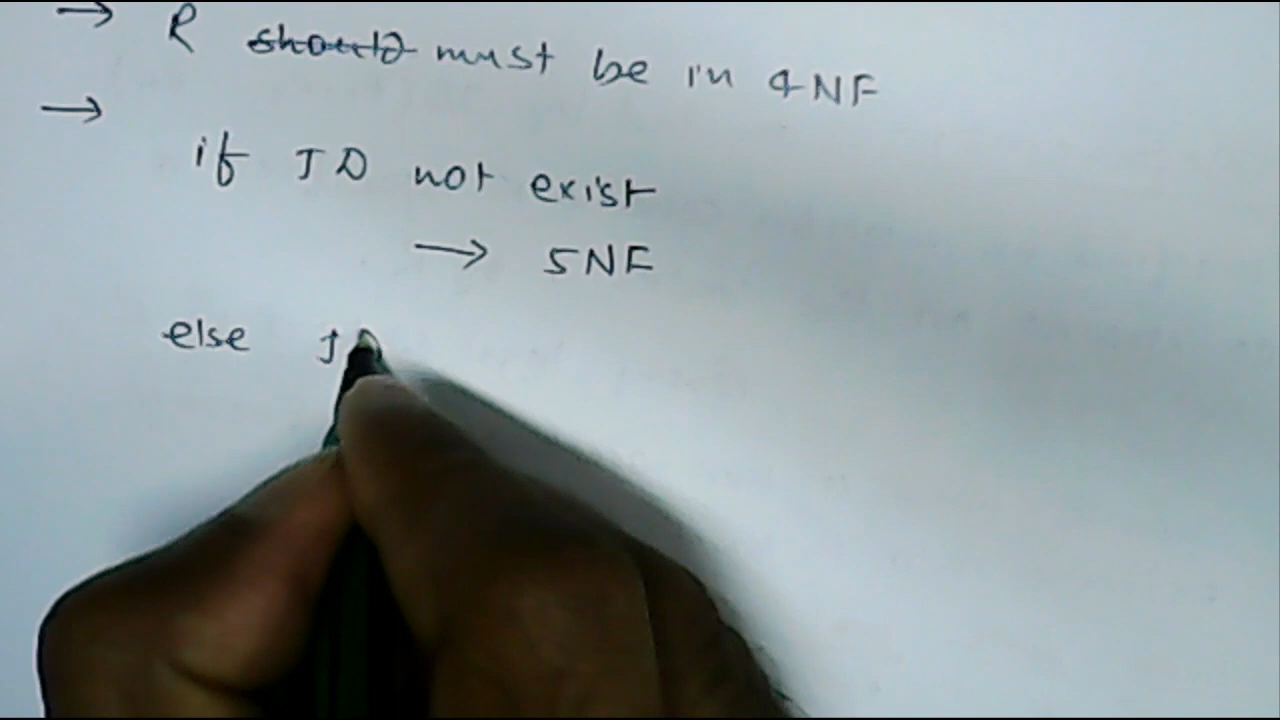 → R ~~should~~ must be in 4NF
→
if JD not exist
→ 5NF
else J